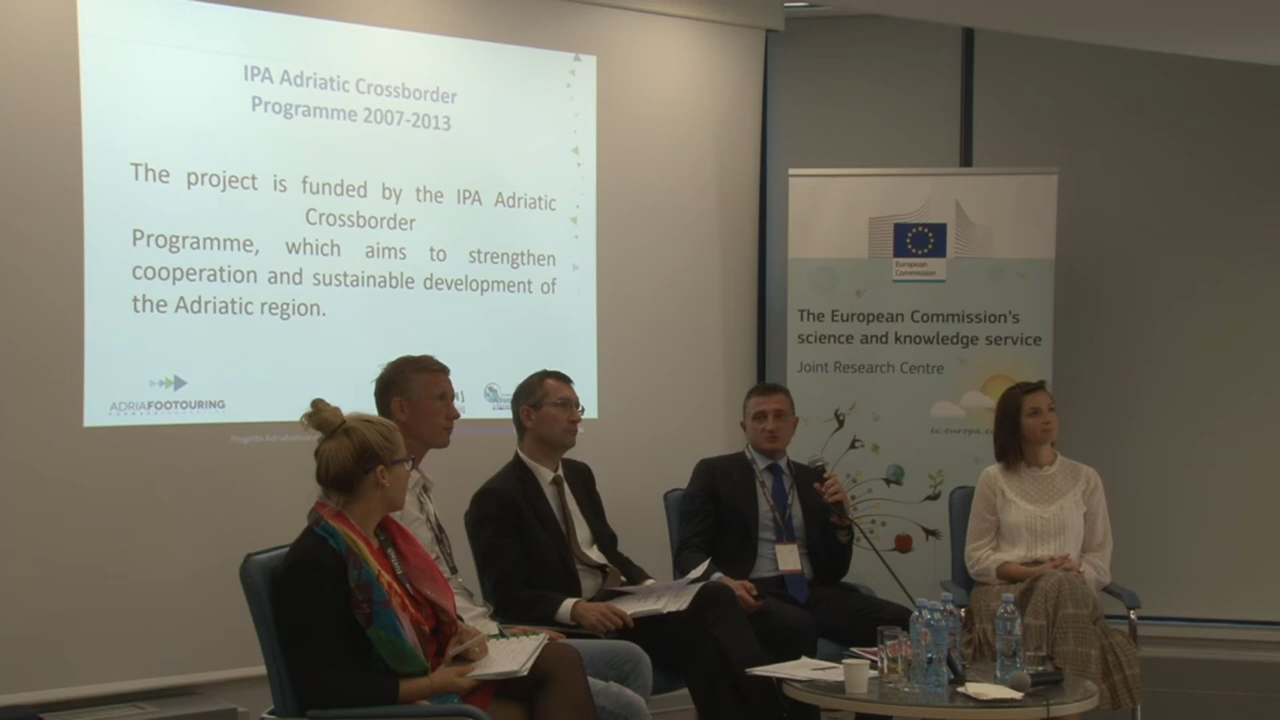 IPA Adriatic Crossborder
Programme 2007-2013
The project is funded by the IPA Adriatic
Crossborder
Programme, which aims to strengthen
cooperation and sustainable development of
the Adriatic region.
ADRIAFOOTOURING
European
Commission
The European Commission's
science and knowledge service
Joint Research Centre